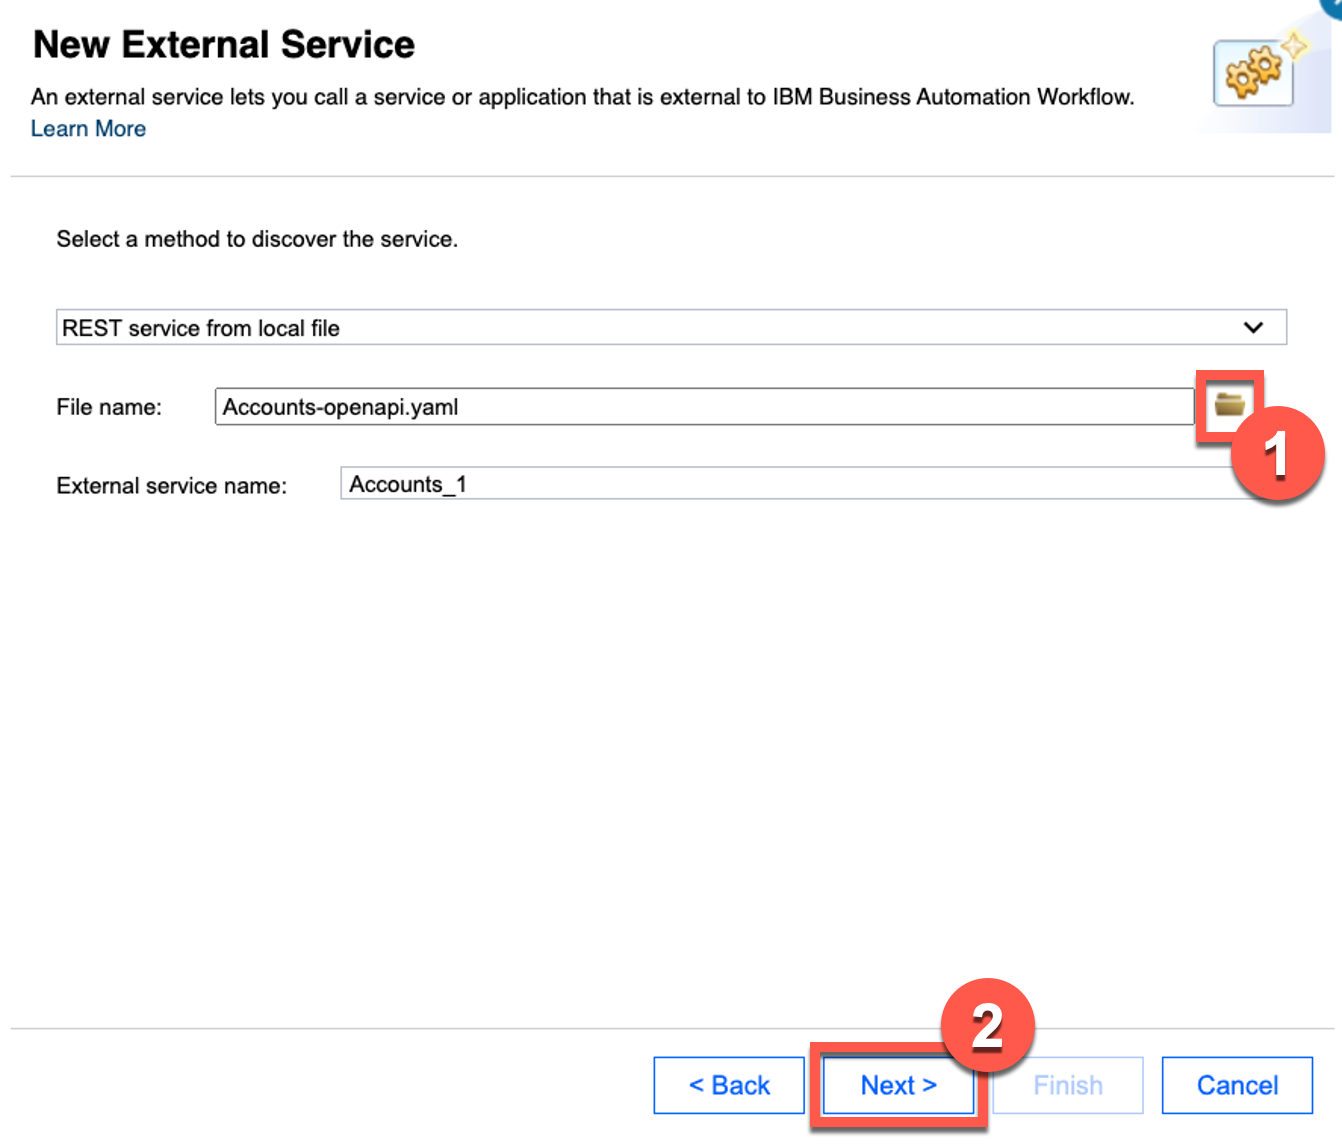 New External Service
An external service lets you call a service or application that is external to IBM Business Automation Workflow.
Learn More
Select a method to discover the service.
REST service from local file
File name: Accounts-openapi.yaml
1
External service name: Accounts_1
2
< Back Next > Finish Cancel